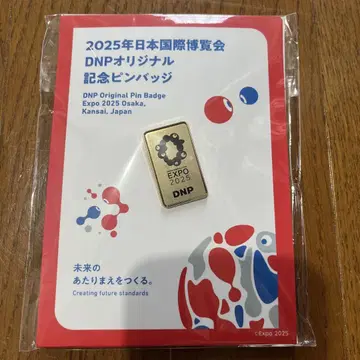 2025年日本国際博覧会
DNPオリジナル
記念ピンバッジ
DNP Original Pin Badge
Expo 2025 Osaka,
Kansai, Japan
EXPO
2025
DNP
未来の
あたりまえをつくる。
Creating future standards
©Expo 2025